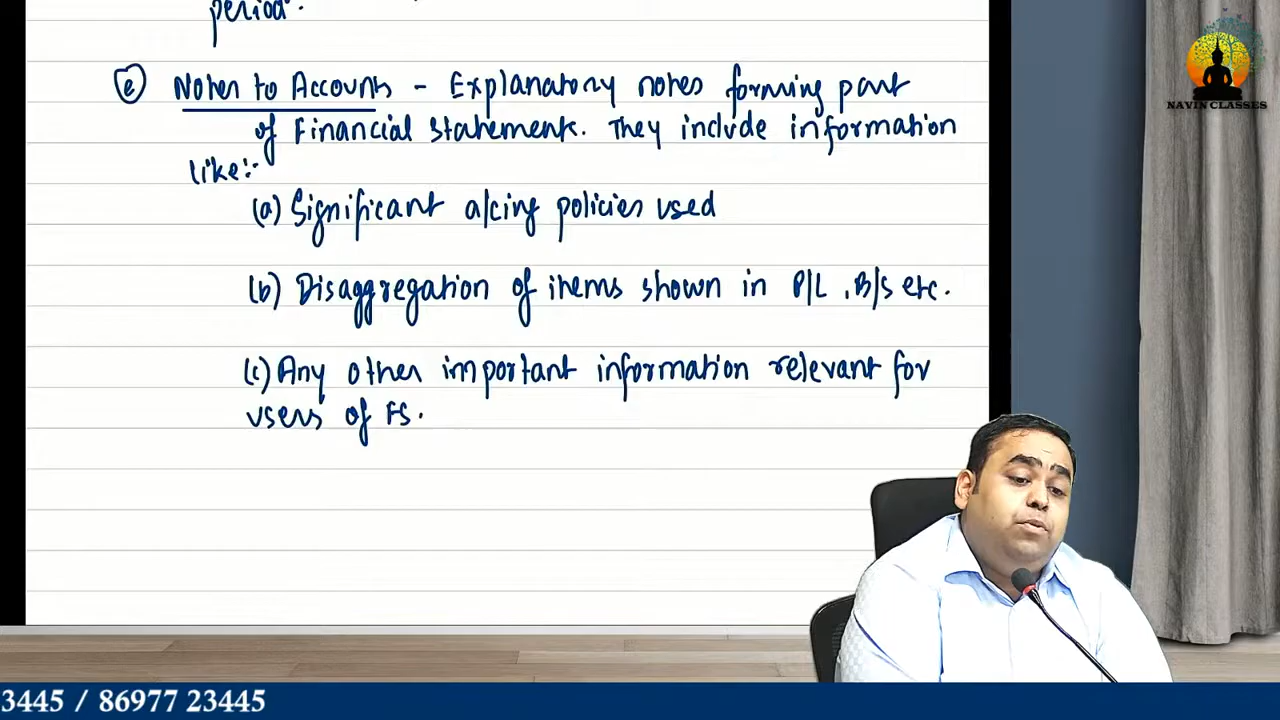 period.
(e) Notes to Accounts - Explanatory notes forming part
of Financial Statements. They include information
like:-
(a) Significant a/cing policies used
(b) Disaggregation of items shown in P/L, B/S etc.
(c) Any other important information relevant for
users of FS.
NAVIN CLASSES
3445 / 86977 23445